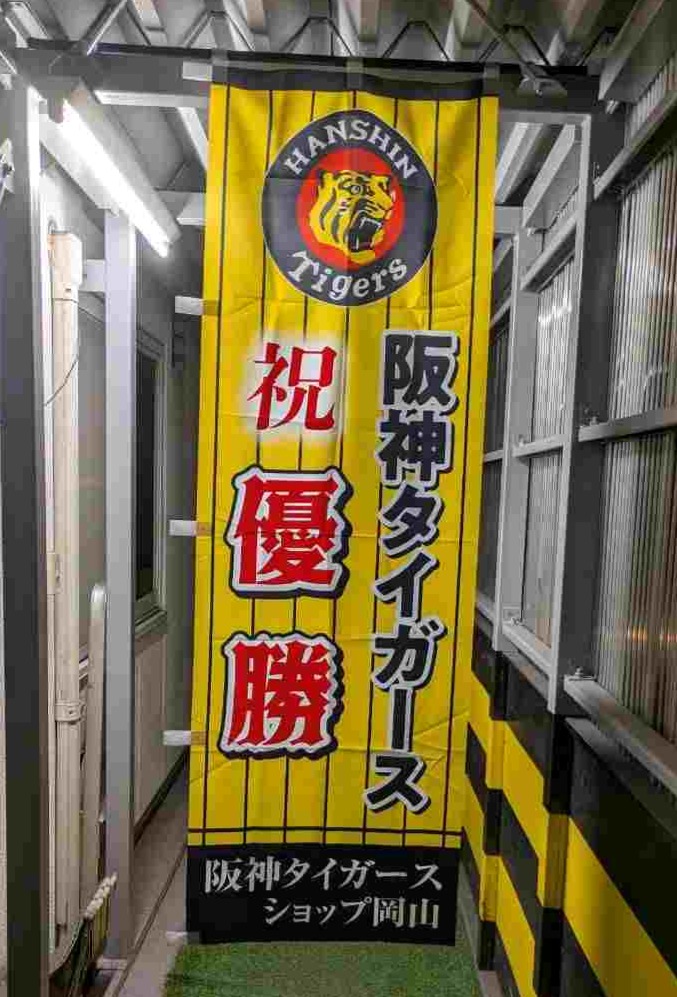 HANSHIN
Tigers
阪神タイガース
祝優勝
阪神タイガース
ショップ岡山